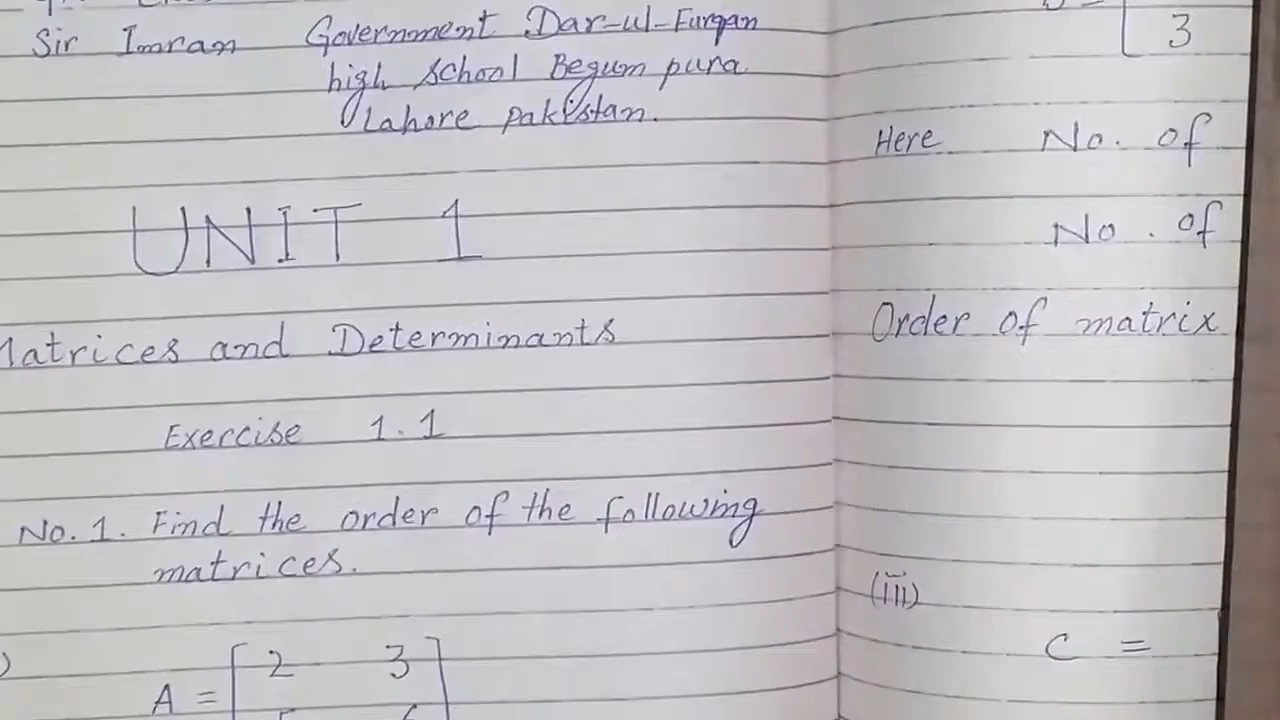 Sir Imran Government Dar-ul-Furqan
high school Begum pura
Lahore pakistan.
UNIT 1
Matrices and Determinants
Exercise 1.1
No. 1. Find the order of the following
matrices.
A = [ 2 3 ]
3
Here No. of
No. of
Order of matrix
(iii)
C =